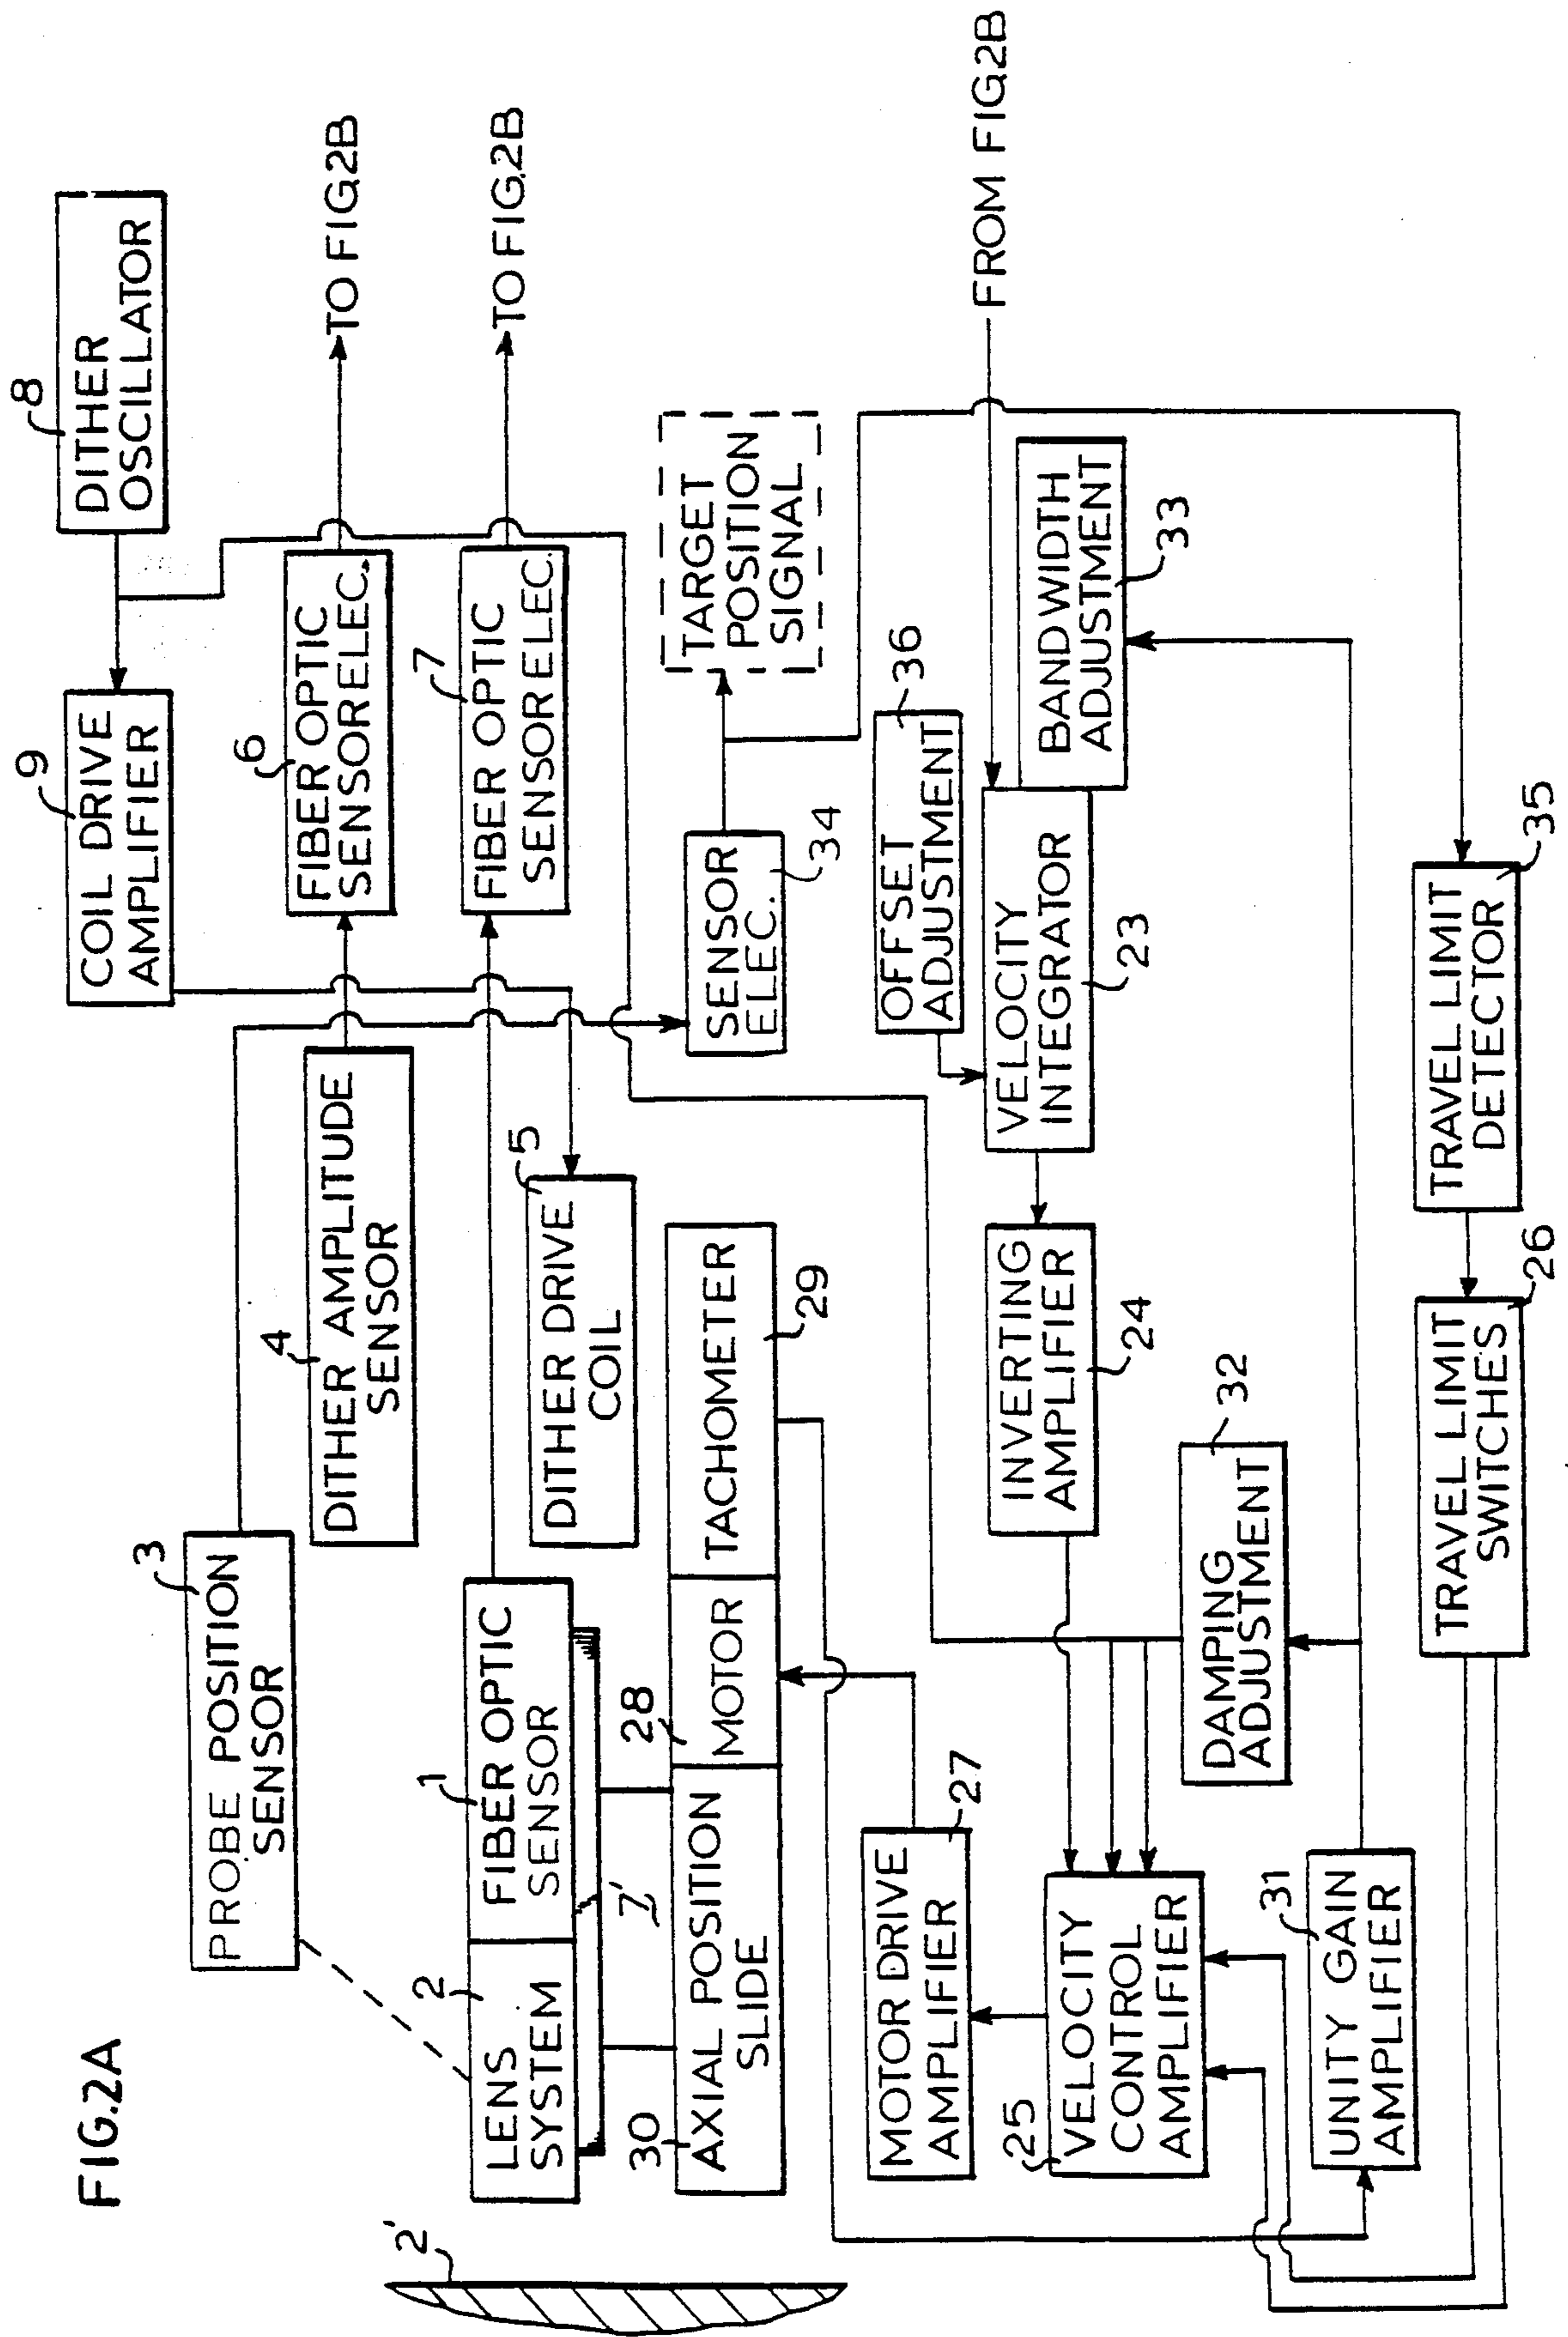 FIG.2A
2'
PROBE POSITION
SENSOR
3
DITHER AMPLITUDE
SENSOR
4
COIL DRIVE
AMPLIFIER
9
DITHER
OSCILLATOR
8
FIBER OPTIC
SENSOR ELEC.
6
TO FIG.2B
FIBER OPTIC
SENSOR ELEC.
7
TO FIG.2B
LENS
SYSTEM
2
FIBER OPTIC
SENSOR
1
7'
DITHER DRIVE
COIL
5
AXIAL POSITION
SLIDE
30
MOTOR
28
TACHOMETER
29
SENSOR
ELEC.
34
TARGET
POSITION
SIGNAL
MOTOR DRIVE
AMPLIFIER
27
OFFSET
ADJUSTMENT
36
FROM FIG.2B
VELOCITY
CONTROL
AMPLIFIER
25
INVERTING
AMPLIFIER
24
VELOCITY
INTEGRATOR
23
BANDWIDTH
ADJUSTMENT
33
DAMPING
ADJUSTMENT
32
UNITY GAIN
AMPLIFIER
31
TRAVEL LIMIT
SWITCHES
26
TRAVEL LIMIT
DETECTOR
35